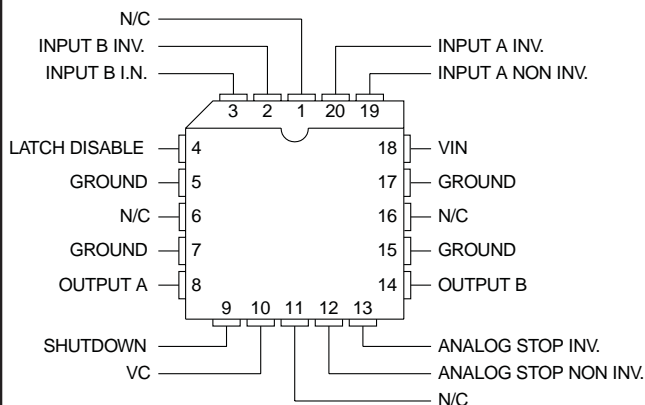 N/C
INPUT B INV.
INPUT A INV.
INPUT B I.N.
INPUT A NON INV.
3 2 1 20 19
LATCH DISABLE 4 18 VIN
GROUND 5 17 GROUND
N/C 6 16 N/C
GROUND 7 15 GROUND
OUTPUT A 8 14 OUTPUT B
9 10 11 12 13
SHUTDOWN
ANALOG STOP INV.
VC
ANALOG STOP NON INV.
N/C